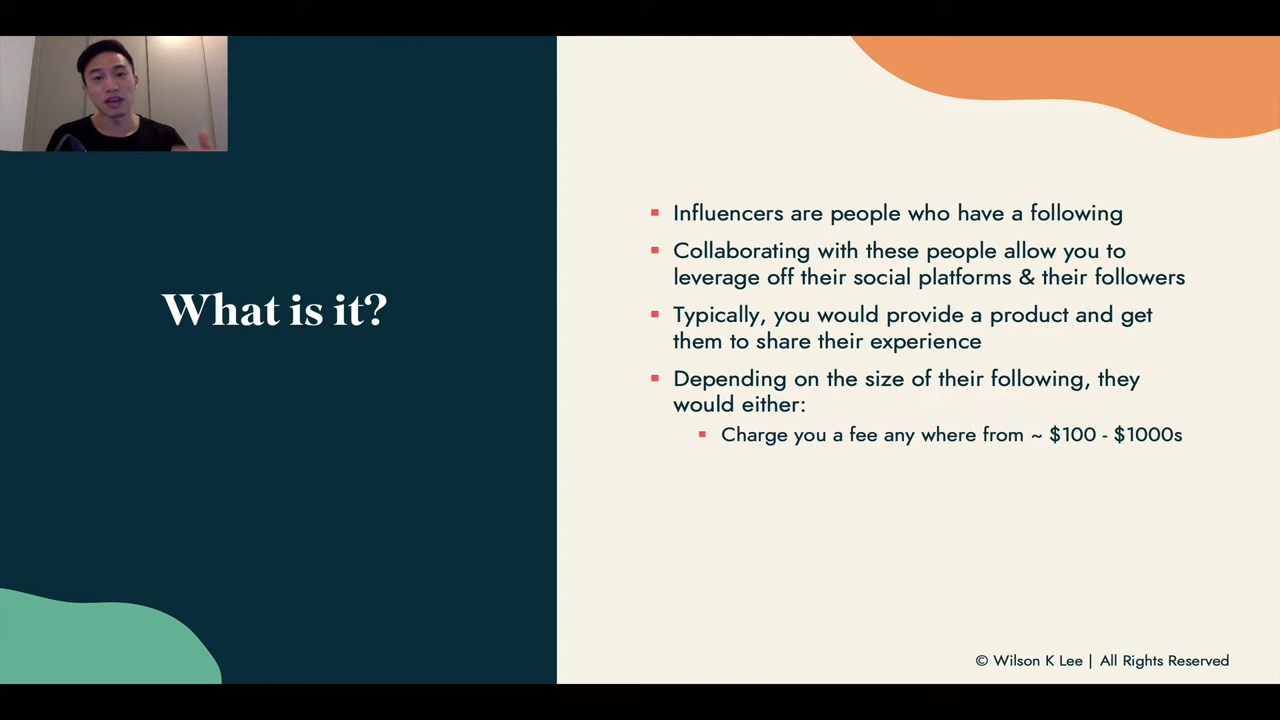 What is it?
Influencers are people who have a following
Collaborating with these people allow you to
leverage off their social platforms & their followers
Typically, you would provide a product and get
them to share their experience
Depending on the size of their following, they
would either:
Charge you a fee any where from ~ $100 - $1000s
© Wilson K Lee | All Rights Reserved